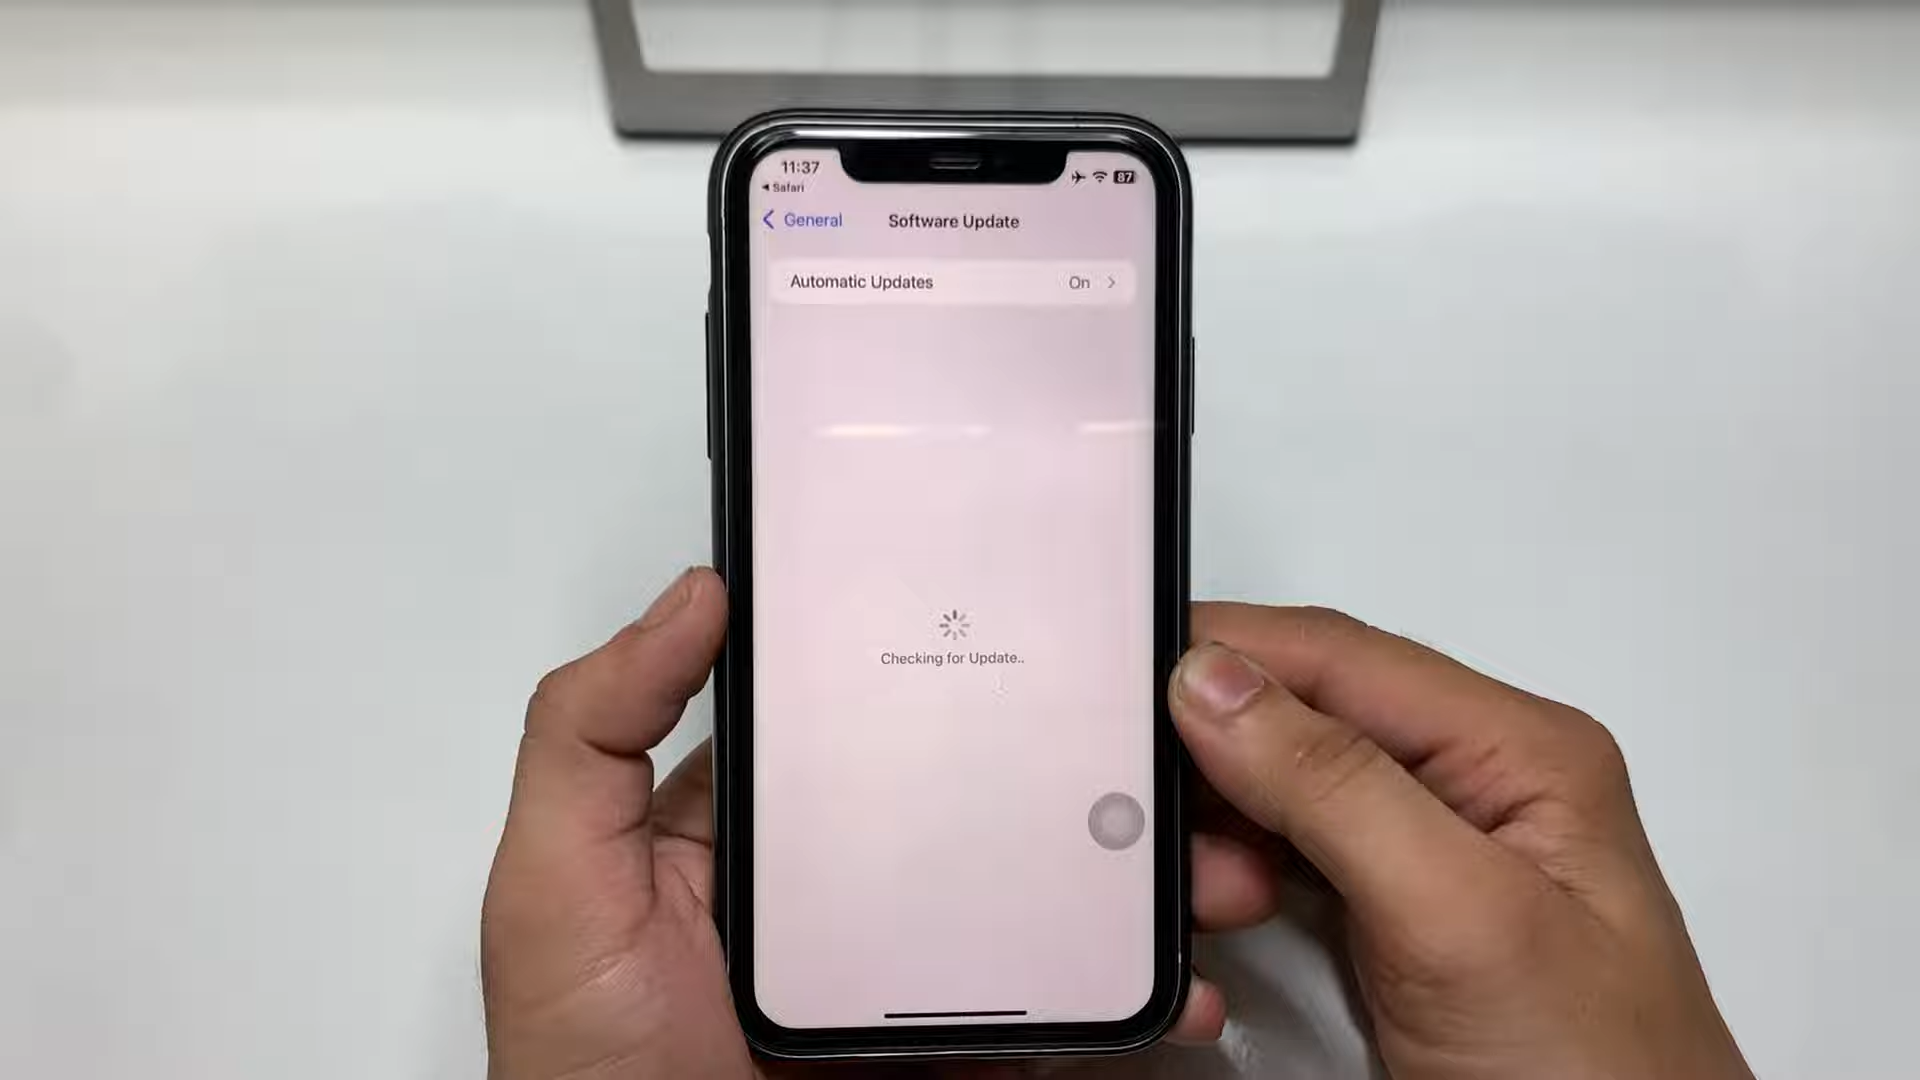 11:37
87
Safari
General
Software Update
Automatic Updates
On
Checking for Update..